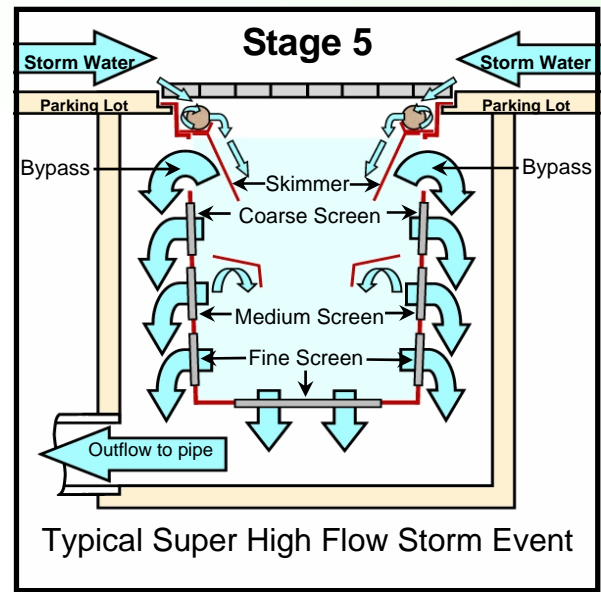 Stage 5
Storm Water
Storm Water
Parking Lot
Parking Lot
Bypass
Bypass
Skimmer
Coarse Screen
Medium Screen
Fine Screen
Outflow to pipe
Typical Super High Flow Storm Event